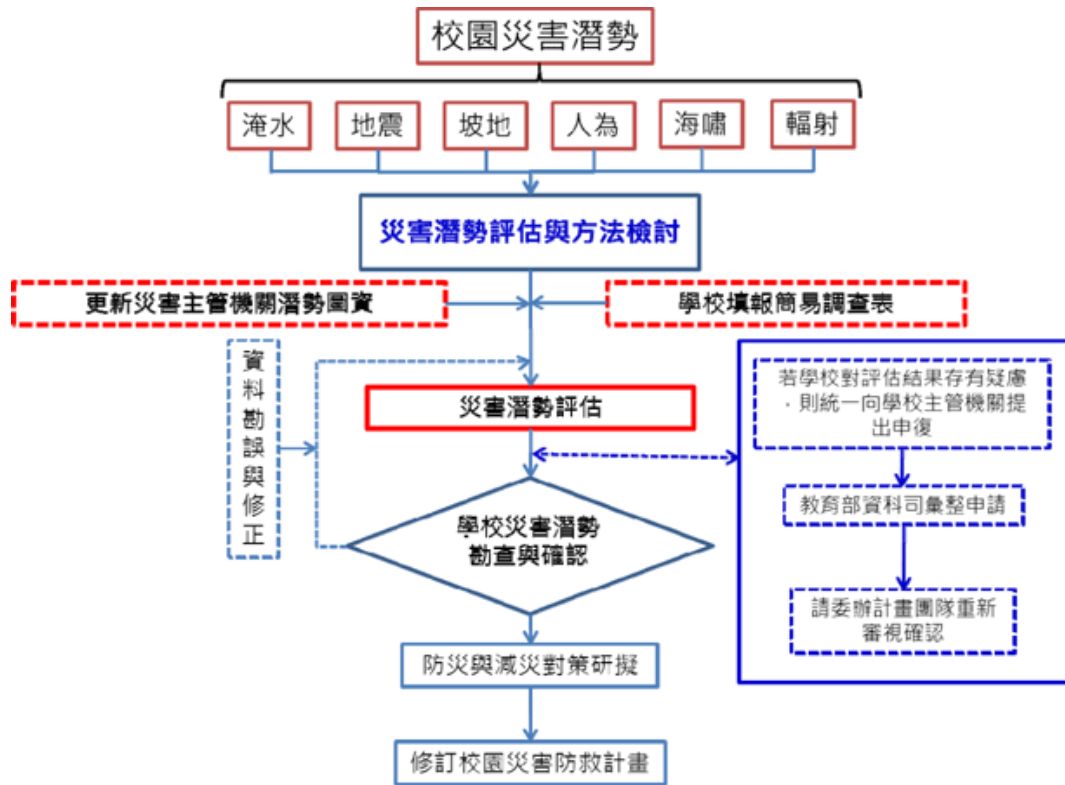 校園災害潛勢
淹水
地震
坡地
人為
海嘯
輻射
災害潛勢評估與方法檢討
更新災害主管機關潛勢圖資
學校填報簡易調查表
資料勘誤與修正
災害潛勢評估
若學校對評估結果存有疑慮
，則統一向學校主管機關提
出申復
學校災害潛勢
勘查與確認
教育部資科司彙整申請
請委辦計畫團隊重新
審視確認
防災與減災對策研擬
修訂校園災害防救計畫